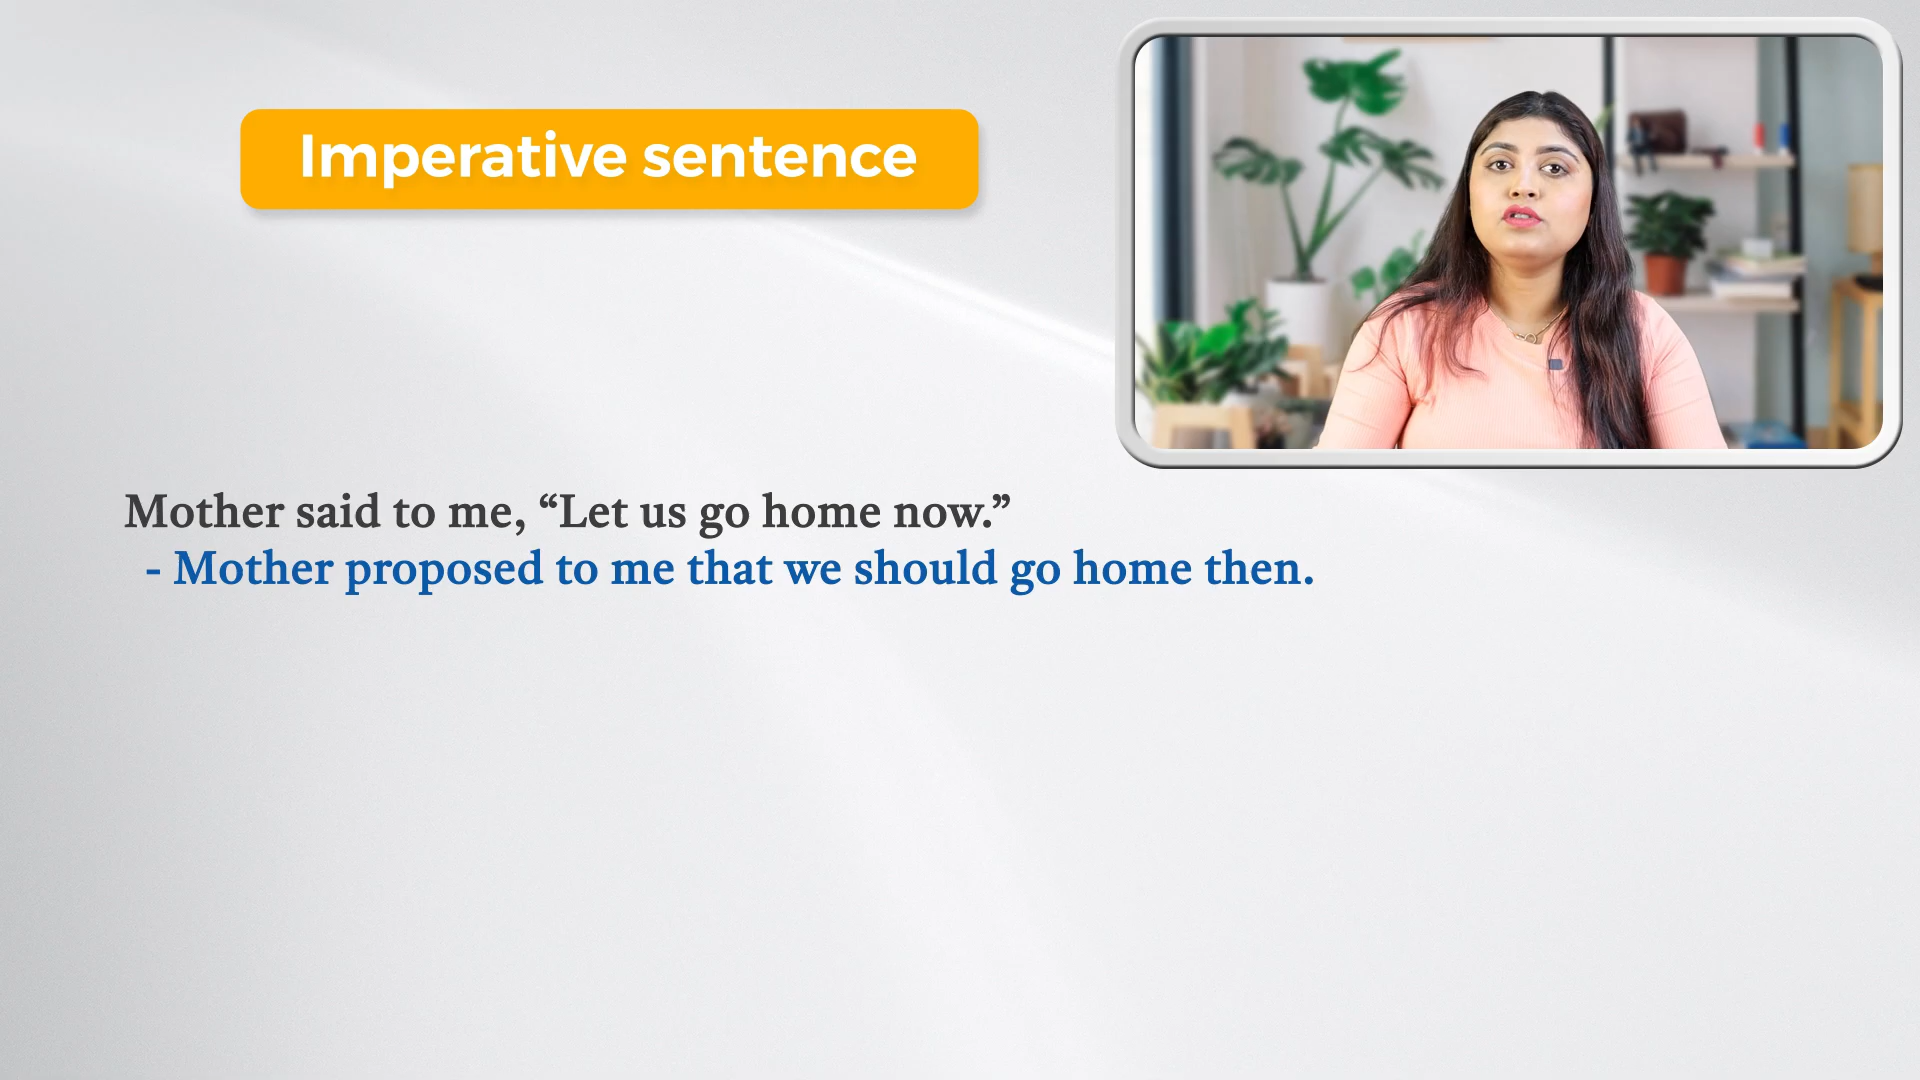 Imperative sentence
Mother said to me, “Let us go home now.”
- Mother proposed to me that we should go home then.